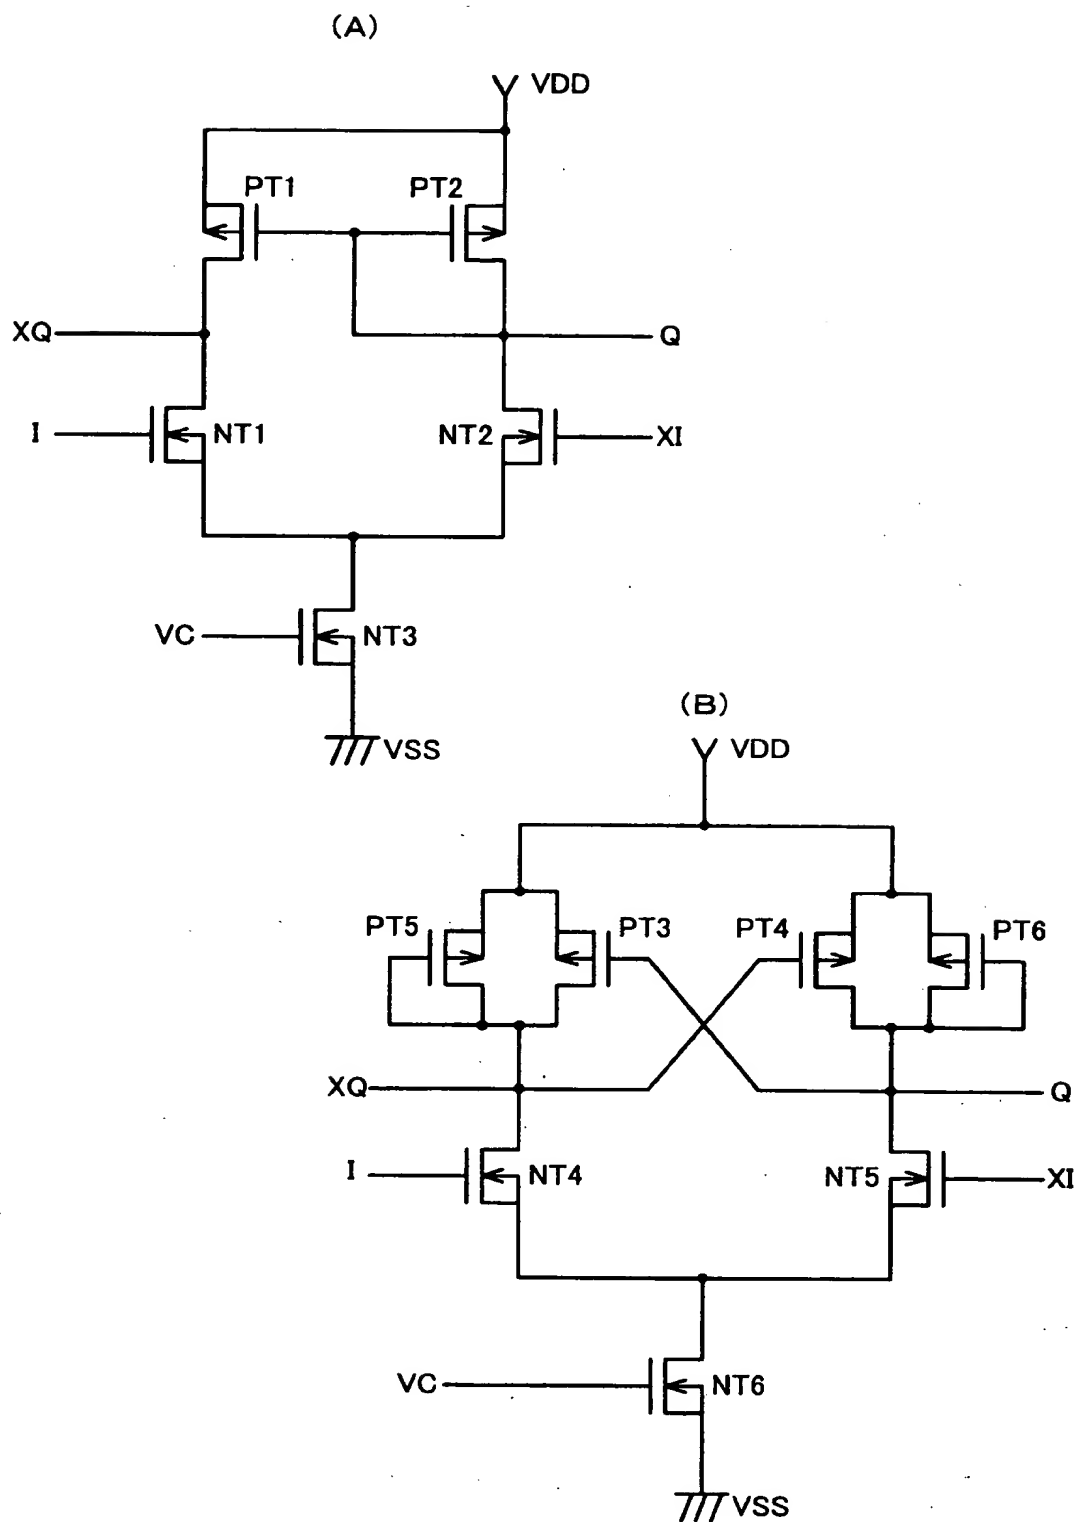 (A)
VDD
PT1 PT2
XQ Q
I NT1 NT2 XI
VC NT3
VSS
(B)
VDD
PT5 PT3 PT4 PT6
XQ Q
I NT4 NT5 XI
VC NT6
VSS